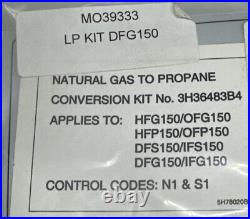 MO39333
LP KIT DFG150
NATURAL GAS TO PROPANE
CONVERSION KIT No. 3H36483B4
APPLIES TO: HFG150/OFG150
HFP150/OFP150
DFS150/IFS150
DFG150/IFG150
CONTROL CODES: N1 & S1